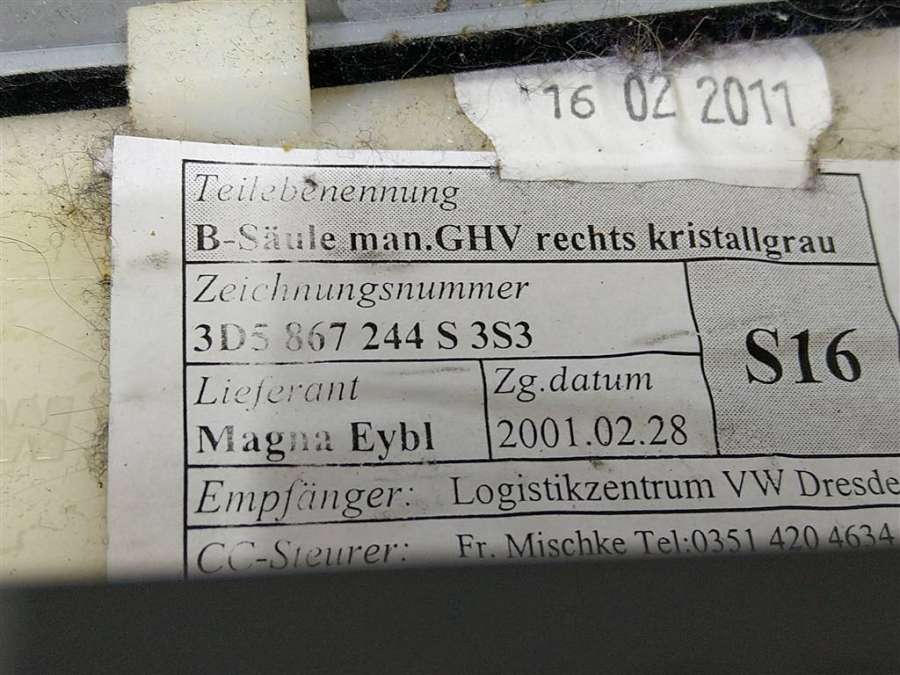 16 02 2011
Teilebenennung
B-Säule man.GHV rechts kristallgrau
Zeichnungsnummer
3D5 867 244 S 3S3
S16
Lieferant
Zg.datum
Magna Eybl
2001.02.28
Empfänger: Logistikzentrum VW Dresde
CC-Steurer: Fr. Mischke Tel:0351 420 4634